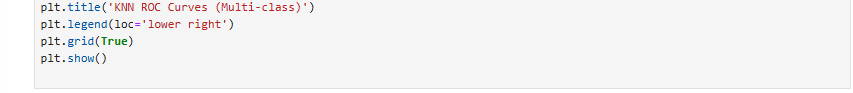 plt.title('KNN ROC Curves (Multi-class)')
plt.legend(loc='lower right')
plt.grid(True)
plt.show()